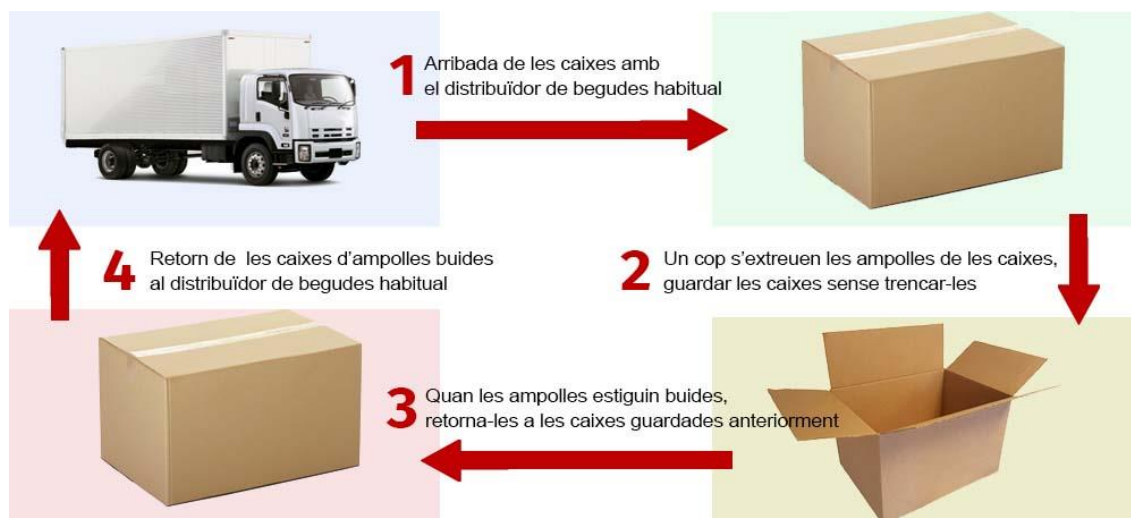 1 Arribada de les caixes amb
el distribuïdor de begudes habitual
2 Un cop s'extreuen les ampolles de les caixes,
guardar les caixes sense trencar-les
3 Quan les ampolles estiguin buides,
retorna-les a les caixes guardades anteriorment
4 Retorn de les caixes d'ampolles buides
al distribuïdor de begudes habitual